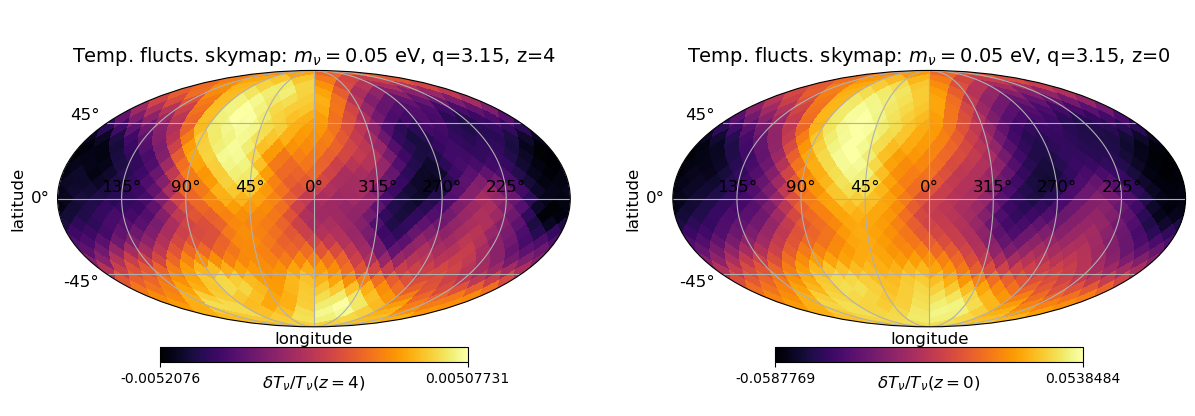 Temp. flucts. skymap: $m_\nu = 0.05$ eV, q=3.15, z=4
45°
0°
-45°
latitude
135° 90° 45° 0° 315° 270° 225°
longitude
-0.0052076 0.00507731
$\delta T_\nu/T_\nu(z=4)$
Temp. flucts. skymap: $m_\nu = 0.05$ eV, q=3.15, z=0
45°
0°
-45°
latitude
135° 90° 45° 0° 315° 270° 225°
longitude
-0.0587769 0.0538484
$\delta T_\nu/T_\nu(z=0)$